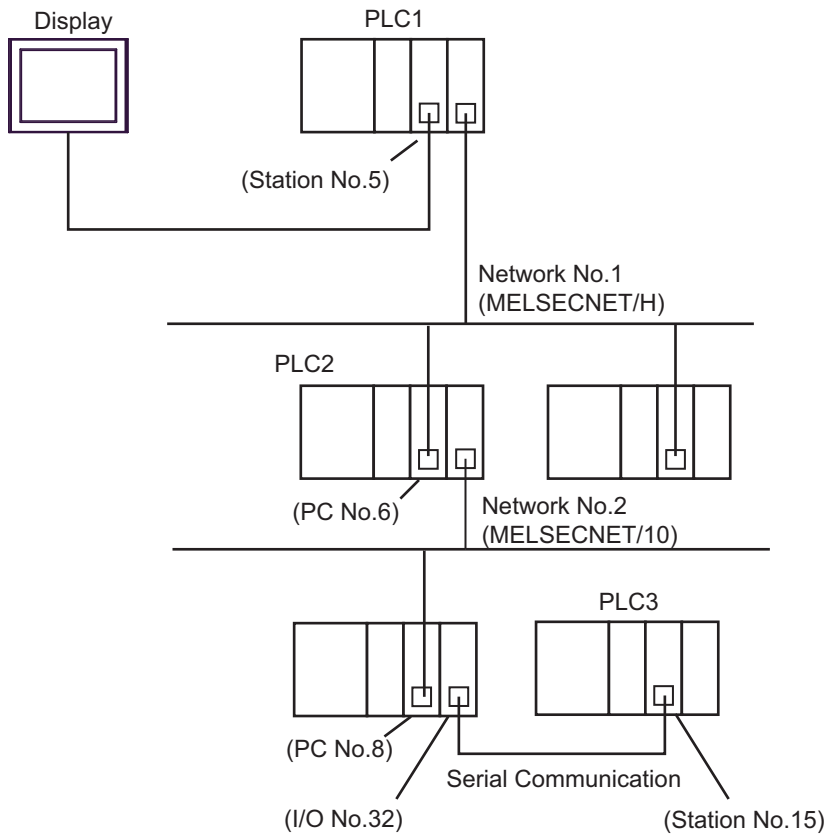 Display
PLC1
(Station No.5)
Network No.1
(MELSECNET/H)
PLC2
(PC No.6)
Network No.2
(MELSECNET/10)
PLC3
(PC No.8)
Serial Communication
(I/O No.32)
(Station No.15)